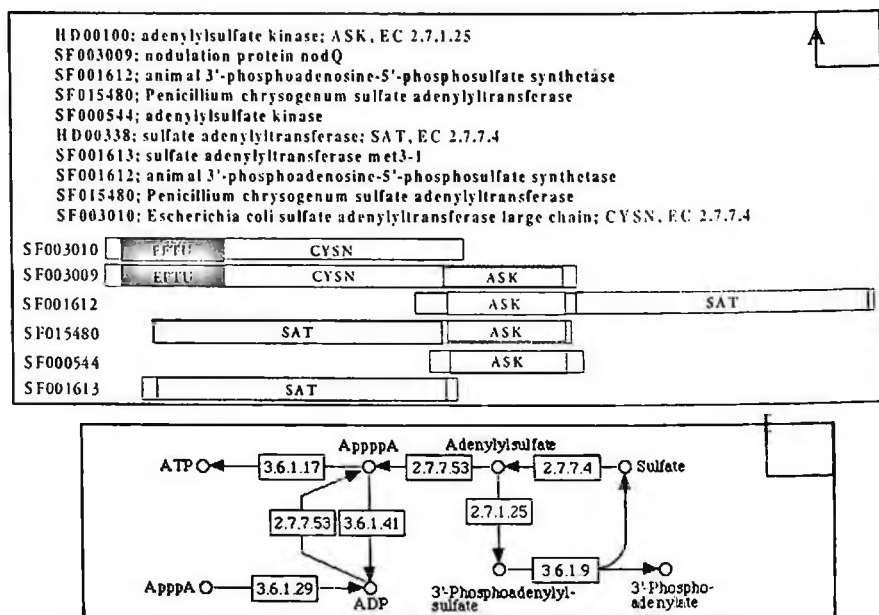 HD00100; adenylylsulfate kinase; ASK, EC 2.7.1.25
A
SF003009; nodulation protein nodQ
SF001612; animal 3'-phosphoadenosine-5'-phosphosulfate synthetase
SF015480; Penicillium chrysogenum sulfate adenylyltransferase
SF000544; adenylylsulfate kinase
HD00338; sulfate adenylyltransferase; SAT, EC 2.7.7.4
SF001613; sulfate adenylyltransferase met3-1
SF001612; animal 3'-phosphoadenosine-5'-phosphosulfate synthetase
SF015480; Penicillium chrysogenum sulfate adenylyltransferase
SF003010; Escherichia coli sulfate adenylyltransferase large chain; CYSN, EC 2.7.7.4
SF003010 EFTU CYSN
SF003009 EFTU CYSN ASK
SF001612 ASK SAT
SF015480 SAT ASK
SF000544 ASK
SF001613 SAT
AppppA Adenylylsulfate
ATP 3.6.1.17 2.7.7.53 2.7.7.4 Sulfate
2.7.7.53 3.6.1.41 2.7.1.25
ApppA 3.6.1.29 ADP 3'-Phosphoadenylyl-
sulfate 3.6.1.9 3'-Phospho-
adenylate